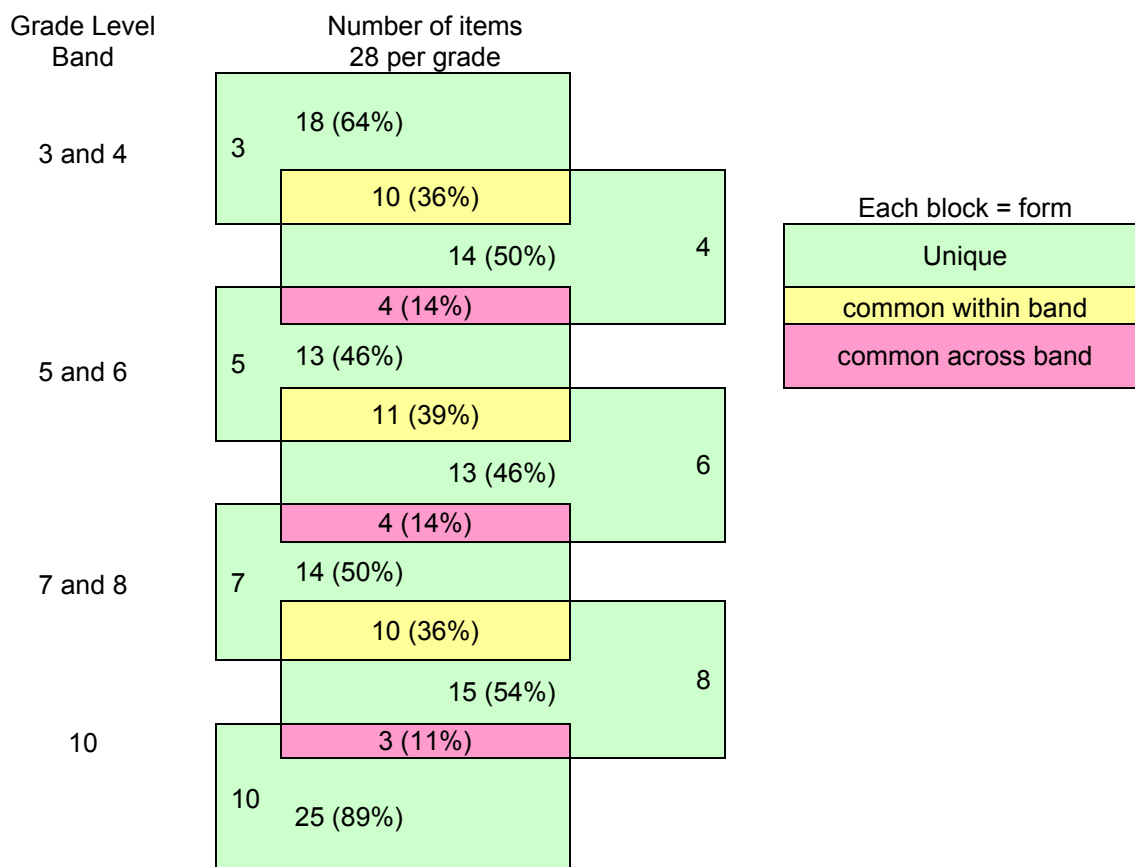 Grade Level
Band
Number of items
28 per grade
3 and 4
3
18 (64%)
10 (36%)
14 (50%)
4
4 (14%)
5 and 6
5
13 (46%)
11 (39%)
13 (46%)
6
4 (14%)
7 and 8
7
14 (50%)
10 (36%)
15 (54%)
8
10
3 (11%)
10
25 (89%)
Each block = form
Unique
common within band
common across band